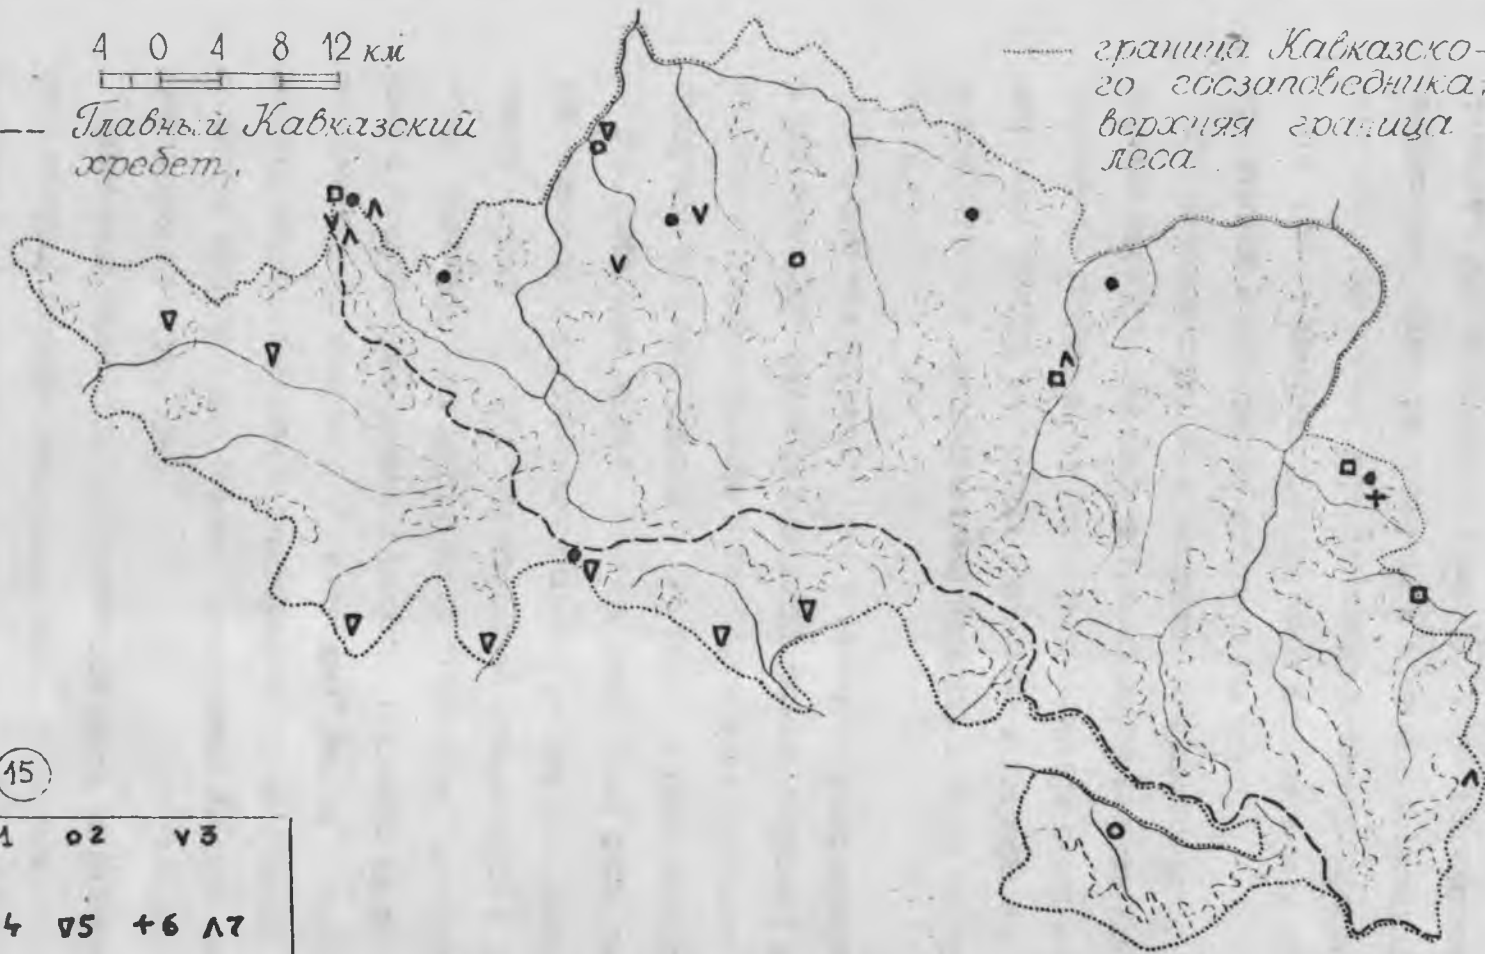 4 0 4 8 12 км
Главный Кавказский
хребет.
граница Кавказско-
го госзаповедника;
верхняя граница
леса
15
1 o2 v3
4 ▽5 +6 ʌ7